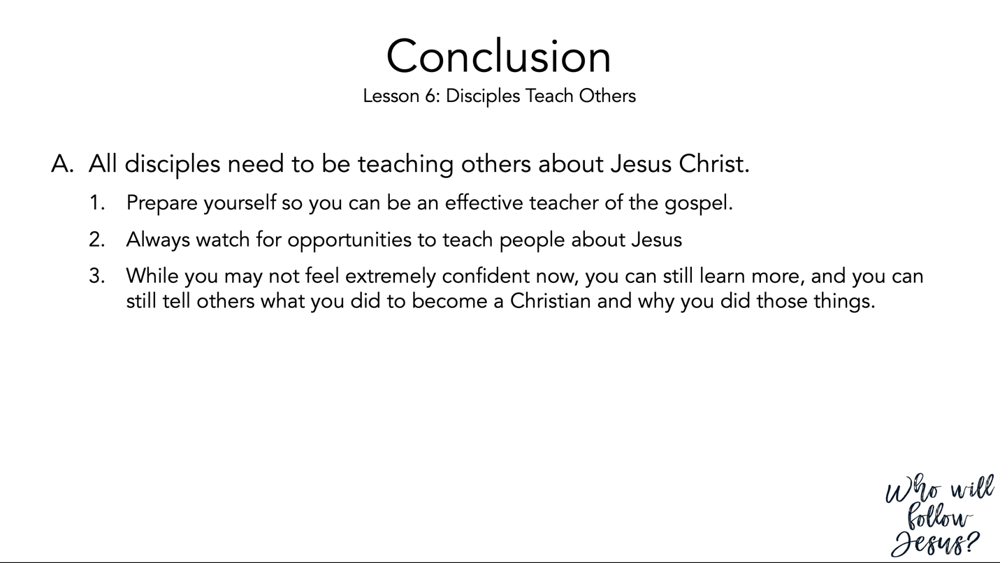 Conclusion
Lesson 6: Disciples Teach Others
A. All disciples need to be teaching others about Jesus Christ.
1. Prepare yourself so you can be an effective teacher of the gospel.
2. Always watch for opportunities to teach people about Jesus
3. While you may not feel extremely confident now, you can still learn more, and you can
still tell others what you did to become a Christian and why you did those things.
Who will
follow
Jesus?